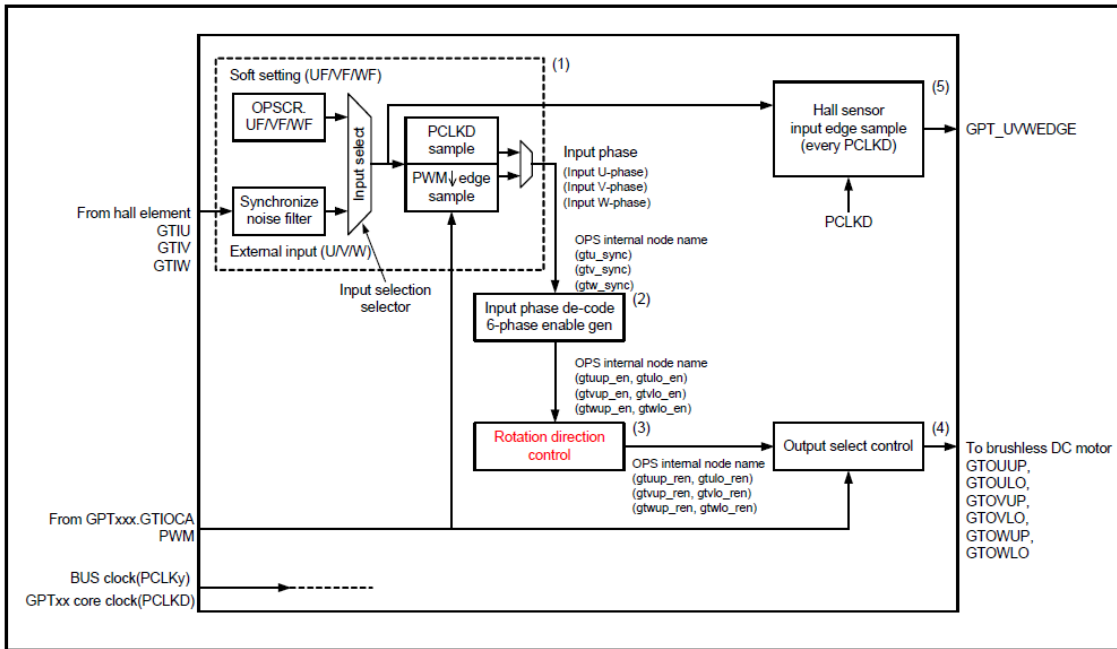 Soft setting (UF/VF/WF)
(1)
OPSCR.
UF/VF/WF
Input select
PCLKD
sample
PWM↓edge
sample
Synchronize
noise filter
External input (U/V/W)
From hall element
GTIU
GTIV
GTIW
Input selection
selector
Input phase
(Input U-phase)
(Input V-phase)
(Input W-phase)
Hall sensor
input edge sample
(every PCLKD)
(5)
GPT_UVWEDGE
PCLKD
OPS internal node name
(gtu_sync)
(gtv_sync)
(gtw_sync)
Input phase de-code
6-phase enable gen
(2)
OPS internal node name
(gtuup_en, gtulo_en)
(gtvup_en, gtvlo_en)
(gtwup_en, gtwlo_en)
Rotation direction
control
(3)
OPS internal node name
(gtuup_ren, gtulo_ren)
(gtvup_ren, gtvlo_ren)
(gtwup_ren, gtwlo_ren)
Output select control
(4)
To brushless DC motor
GTOUUP,
GTOULO,
GTOVUP,
GTOVLO,
GTOWUP,
GTOWLO
From GPTxxx.GTIOCA
PWM
BUS clock(PCLKy)
GPTxx core clock(PCLKD)